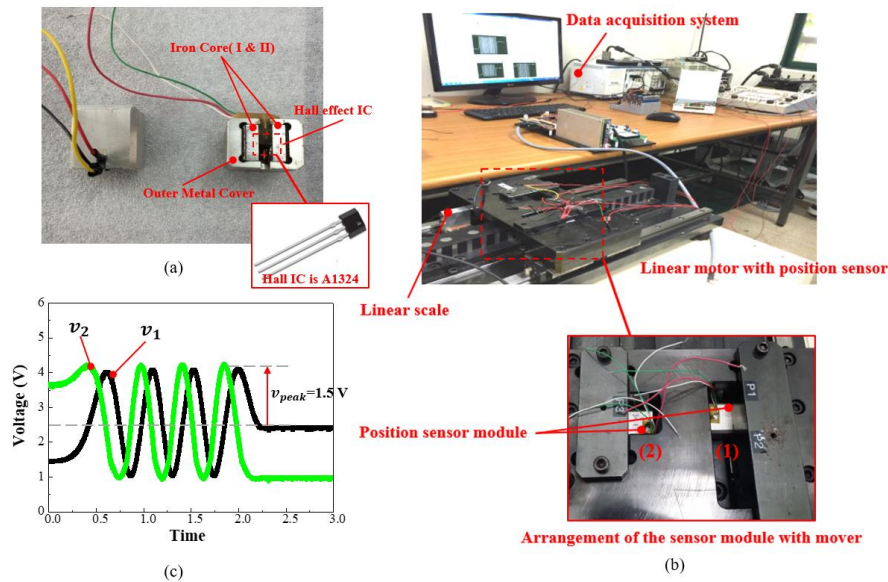 Iron Core( I & II)
Hall effect IC
Outer Metal Cover
Hall IC is A1324
(a)
Data acquisition system
Linear motor with position sensor
Linear scale
Position sensor module
(2)
(1)
P1
P2
Arrangement of the sensor module with mover
(b)
v2
v1
vpeak=1.5 V
Voltage (V)
6
5
4
3
2
1
0
0.0 0.5 1.0 1.5 2.0 2.5 3.0
Time
(c)